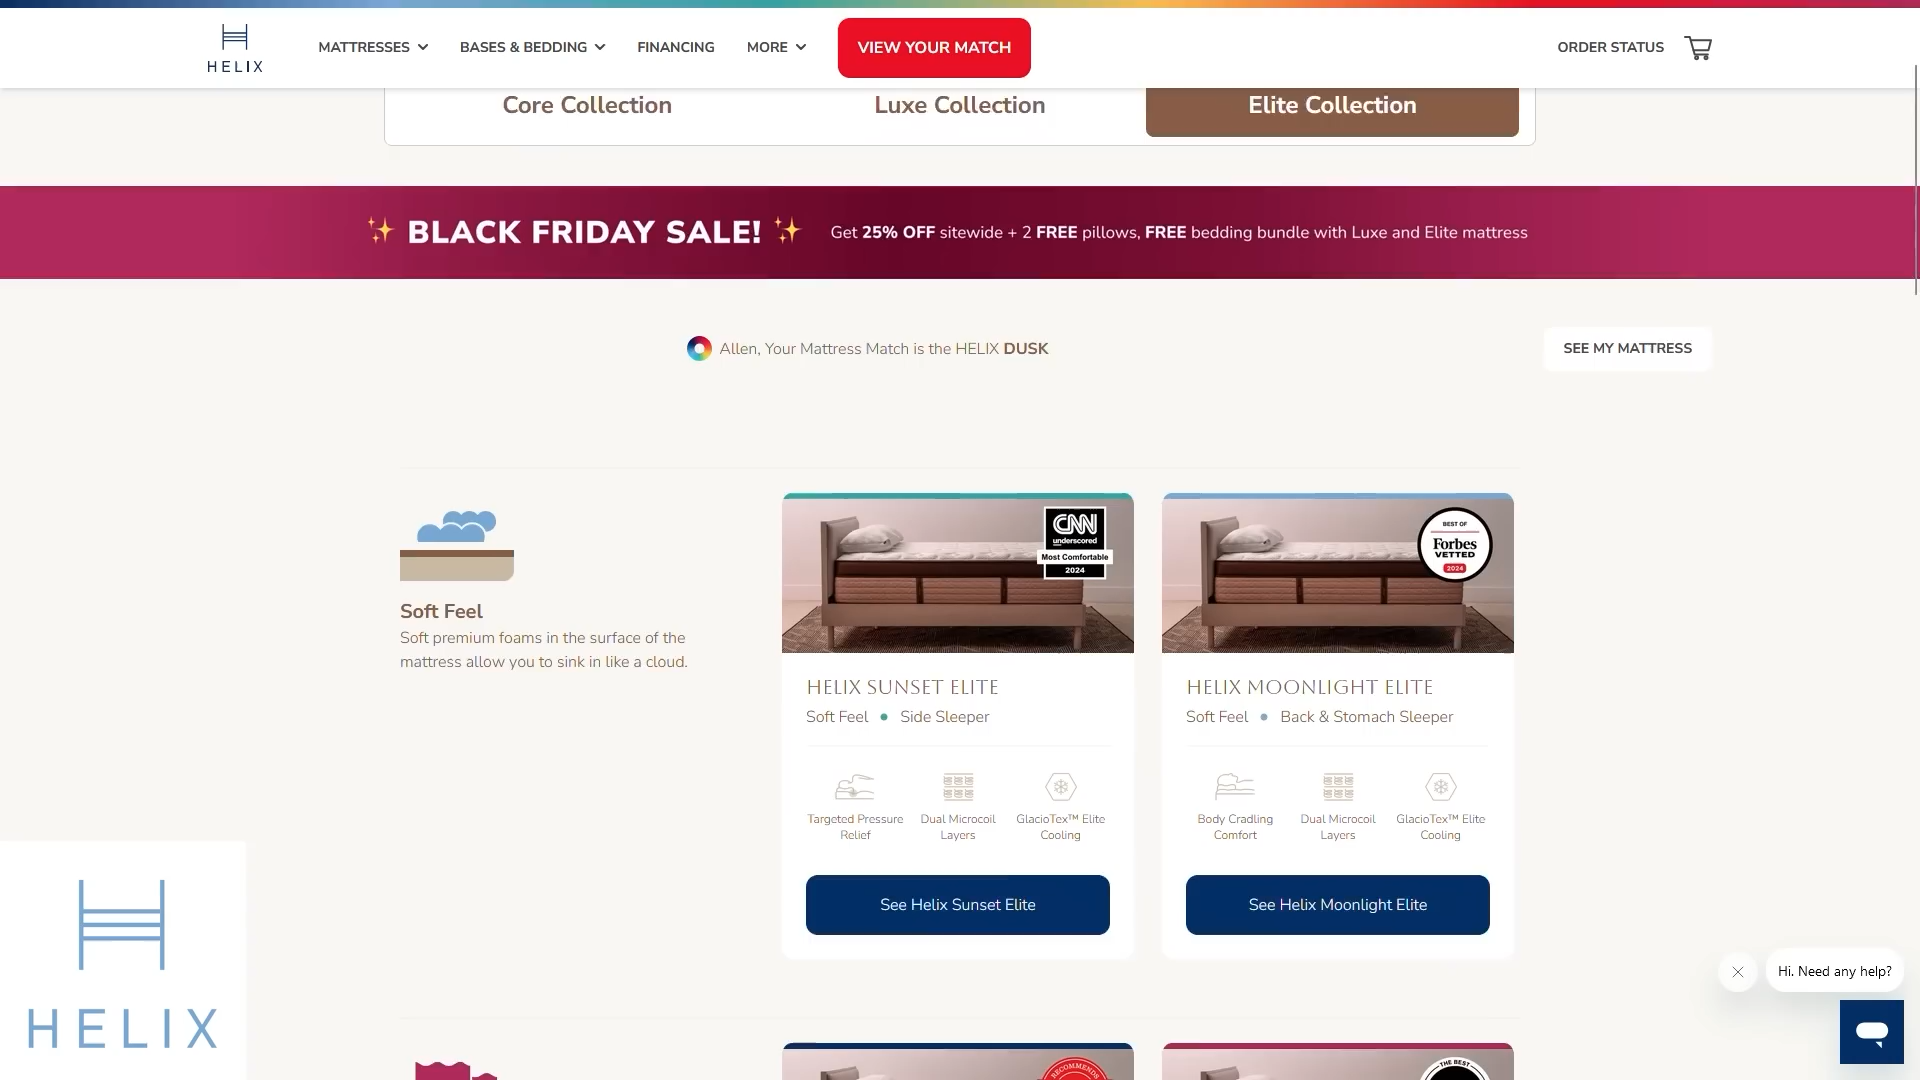 HELIX
MATTRESSES
BASES & BEDDING
FINANCING
MORE
VIEW YOUR MATCH
ORDER STATUS
Core Collection
Luxe Collection
Elite Collection
✨ BLACK FRIDAY SALE! ✨
Get 25% OFF sitewide + 2 FREE pillows, FREE bedding bundle with Luxe and Elite mattress
Allen, Your Mattress Match is the HELIX DUSK
SEE MY MATTRESS
Soft Feel
Soft premium foams in the surface of the
mattress allow you to sink in like a cloud.
CNN
underscored
Most Comfortable
2024
HELIX SUNSET ELITE
Soft Feel • Side Sleeper
Targeted Pressure
Relief
Dual Microcoil
Layers
GlacioTex™ Elite
Cooling
See Helix Sunset Elite
BEST OF
Forbes
VETTED
2024
HELIX MOONLIGHT ELITE
Soft Feel • Back & Stomach Sleeper
Body Cradling
Comfort
Dual Microcoil
Layers
GlacioTex™ Elite
Cooling
See Helix Moonlight Elite
RECOMMENDS
THE BEST
HELIX
Hi. Need any help?